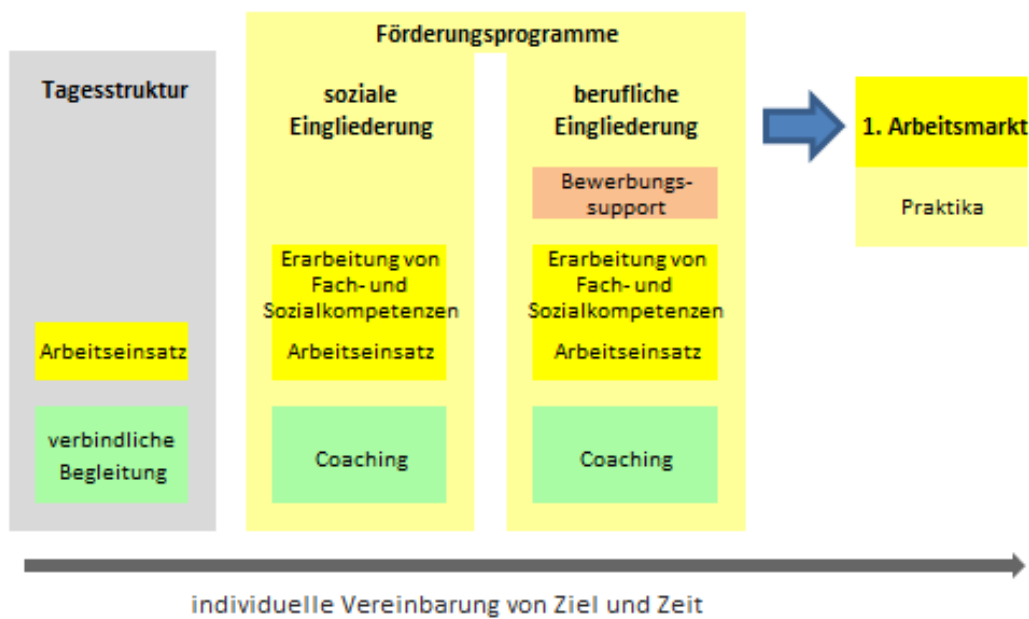 Förderungsprogramme
Tagesstruktur
Arbeitseinsatz
verbindliche
Begleitung
soziale
Eingliederung
Erarbeitung von
Fach- und
Sozialkompetenzen
Arbeitseinsatz
Coaching
berufliche
Eingliederung
Bewerbungs-
support
Erarbeitung von
Fach- und
Sozialkompetenzen
Arbeitseinsatz
Coaching
1. Arbeitsmarkt
Praktika
individuelle Vereinbarung von Ziel und Zeit